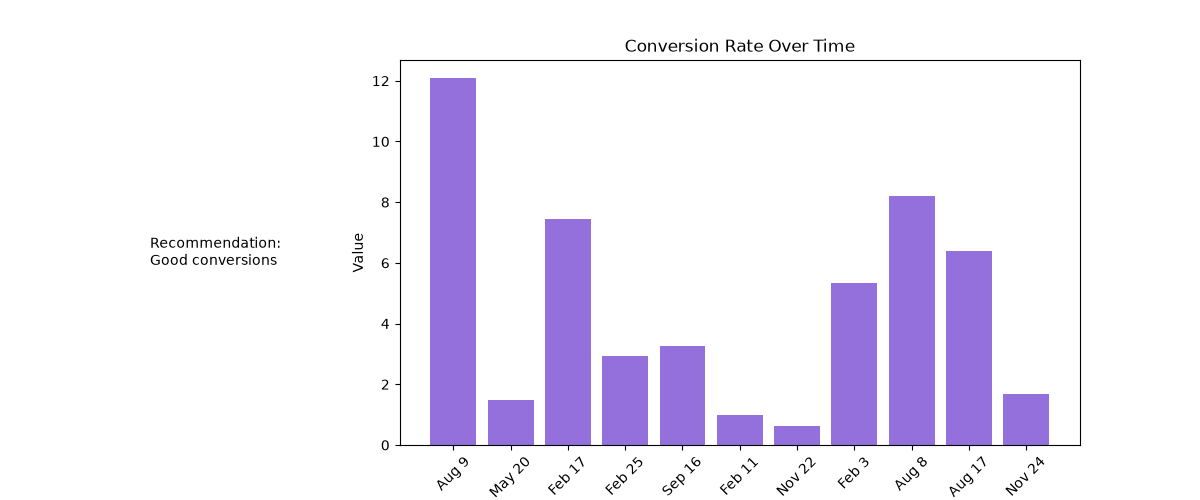 Conversion Rate Over Time
Recommendation:
Good conversions
Value
12
10
8
6
4
2
0
Aug 9
May 20
Feb 17
Feb 25
Sep 16
Feb 11
Nov 22
Feb 3
Aug 8
Aug 17
Nov 24